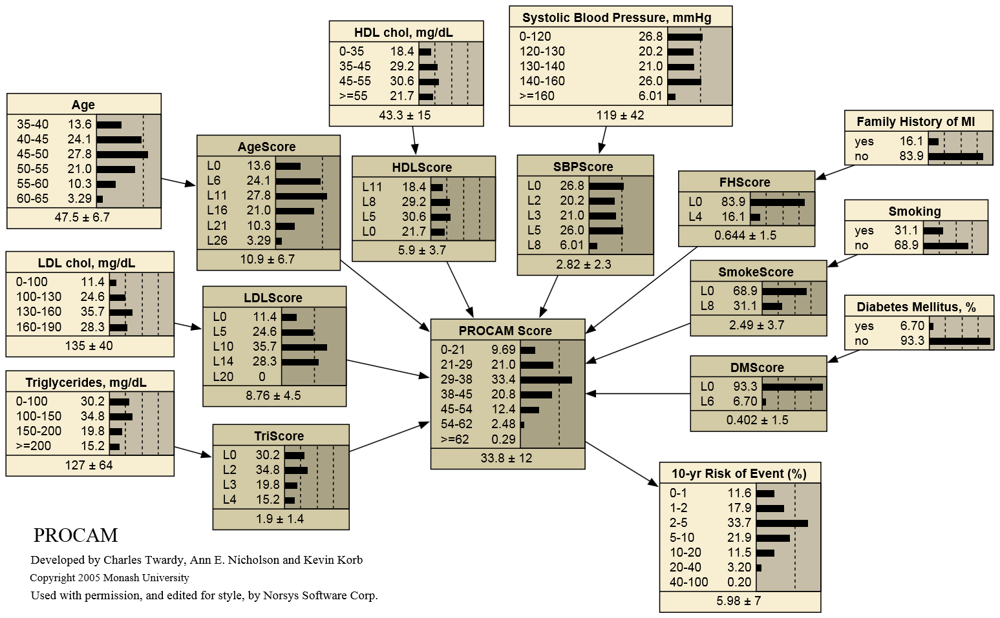 HDL chol, mg/dL
0-35 18.4
35-45 29.2
45-55 30.6
>=55 21.7
43.3 ± 15
Systolic Blood Pressure, mmHg
0-120 26.8
120-130 20.2
130-140 21.0
140-160 26.0
>=160 6.01
119 ± 42
Age
35-40 13.6
40-45 24.1
45-50 27.8
50-55 21.0
55-60 10.3
60-65 3.29
47.5 ± 6.7
AgeScore
L0 13.6
L6 24.1
L11 27.8
L16 21.0
L21 10.3
L26 3.29
10.9 ± 6.7
HDLScore
L11 18.4
L8 29.2
L5 30.6
L0 21.7
5.9 ± 3.7
SBPScore
L0 26.8
L2 20.2
L3 21.0
L5 26.0
L8 6.01
2.82 ± 2.3
Family History of MI
yes 16.1
no 83.9
FHScore
L0 83.9
L4 16.1
0.644 ± 1.5
Smoking
yes 31.1
no 68.9
LDL chol, mg/dL
0-100 11.4
100-130 24.6
130-160 35.7
160-190 28.3
135 ± 40
LDLScore
L0 11.4
L5 24.6
L10 35.7
L14 28.3
L20 0
8.76 ± 4.5
SmokeScore
L0 68.9
L8 31.1
2.49 ± 3.7
Diabetes Mellitus, %
yes 6.70
no 93.3
PROCAM Score
0-21 9.69
21-29 21.0
29-38 33.4
38-45 20.8
45-54 12.4
54-62 2.48
>=62 0.29
33.8 ± 12
DMScore
L0 93.3
L6 6.70
0.402 ± 1.5
Triglycerides, mg/dL
0-100 30.2
100-150 34.8
150-200 19.8
>=200 15.2
127 ± 64
TriScore
L0 30.2
L2 34.8
L3 19.8
L4 15.2
1.9 ± 1.4
10-yr Risk of Event (%)
0-1 11.6
1-2 17.9
2-5 33.7
5-10 21.9
10-20 11.5
20-40 3.20
40-100 0.20
5.98 ± 7
PROCAM
Developed by Charles Twardy, Ann E. Nicholson and Kevin Korb
Copyright 2005 Monash University
Used with permission, and edited for style, by Norsys Software Corp.